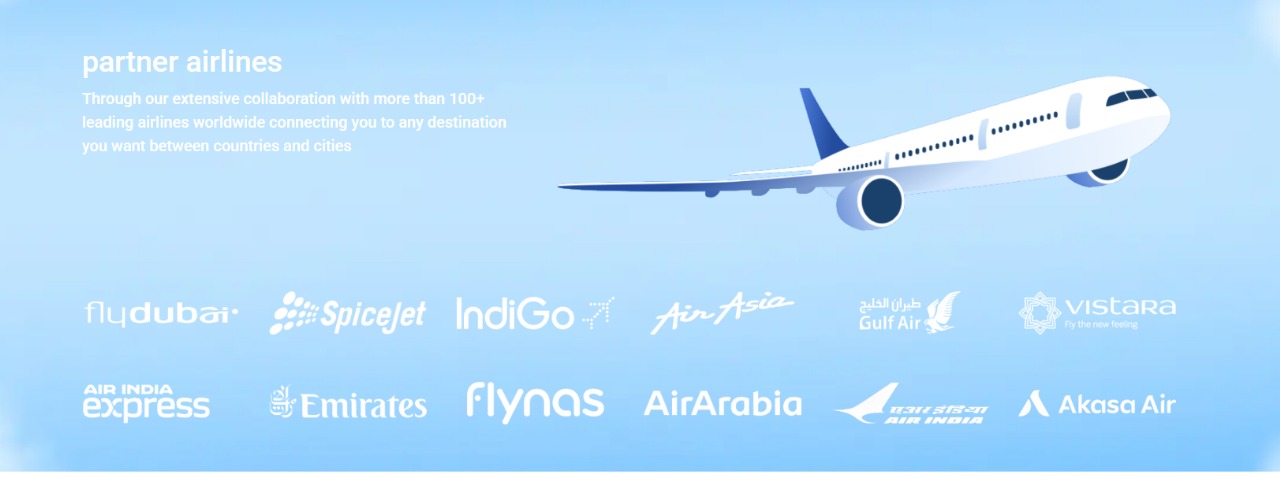 partner airlines
Through our extensive collaboration with more than 100+
leading airlines worldwide connecting you to any destination
you want between countries and cities
flydubai
SpiceJet
IndiGo
Air Asia
طيران الخليج
Gulf Air
vistara
Fly the new feeling
AIR INDIA
express
Emirates
flynas
AirArabia
एअर इंडिया
AIR INDIA
Akasa Air